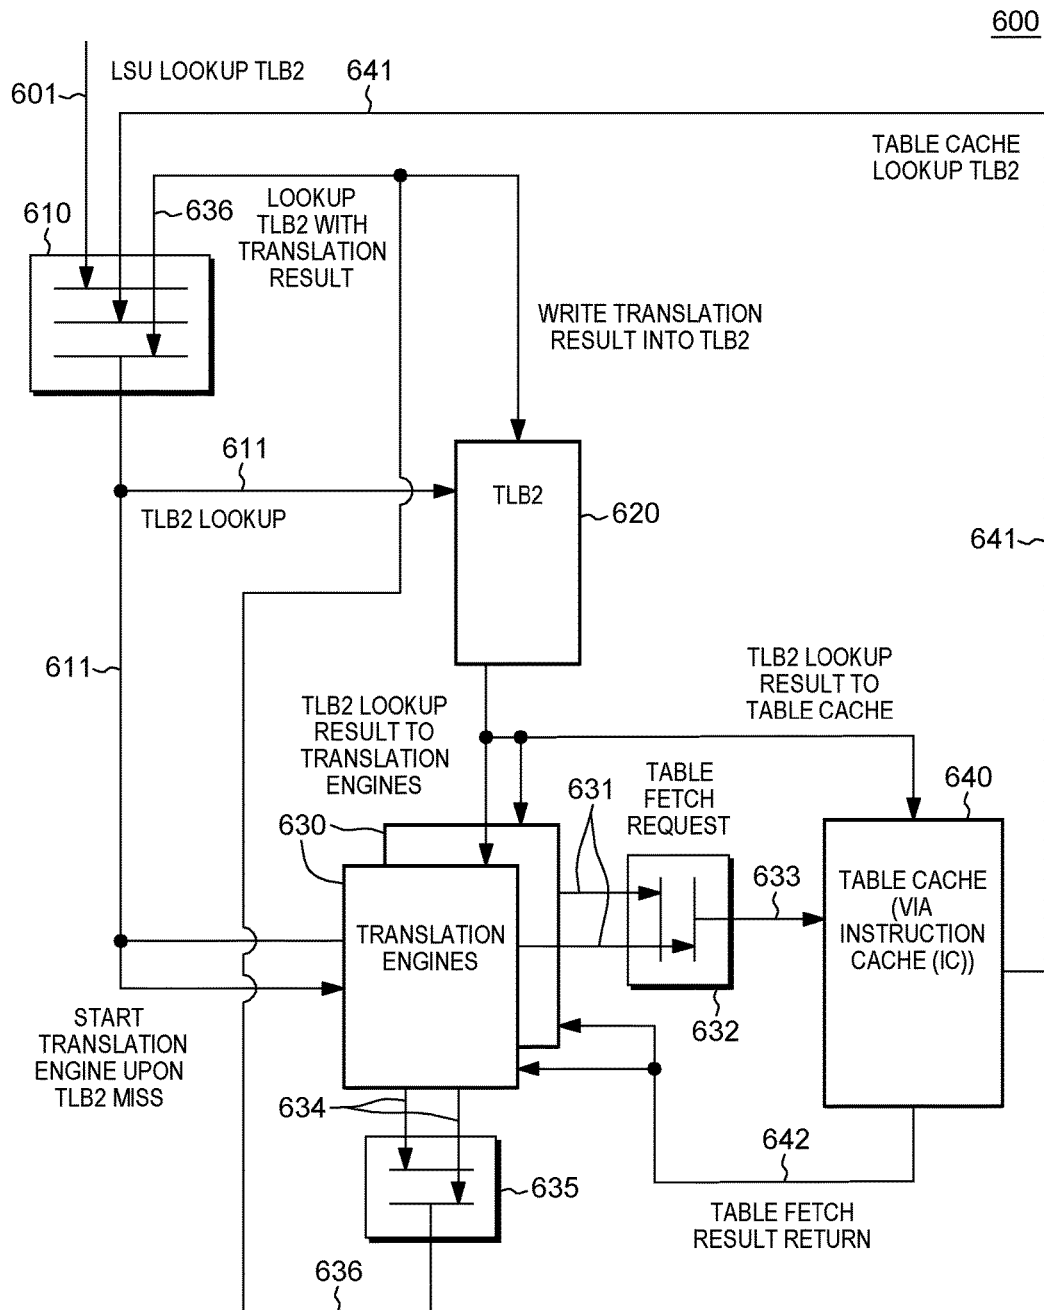 600
LSU LOOKUP TLB2
641
601
TABLE CACHE
LOOKUP TLB2
610
636
LOOKUP
TLB2 WITH
TRANSLATION
RESULT
WRITE TRANSLATION
RESULT INTO TLB2
611
TLB2 LOOKUP
TLB2
620
641
611
TLB2 LOOKUP
RESULT TO
TABLE CACHE
TLB2 LOOKUP
RESULT TO
TRANSLATION
ENGINES
TABLE
FETCH
REQUEST
631
640
630
633
TABLE CACHE
(VIA
INSTRUCTION
CACHE (IC))
TRANSLATION
ENGINES
632
START
TRANSLATION
ENGINE UPON
TLB2 MISS
634
642
635
TABLE FETCH
RESULT RETURN
636